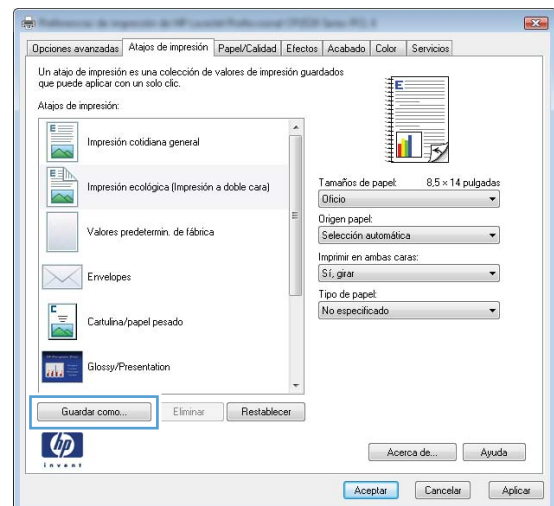 Opciones avanzadas Atajos de impresión Papel/Calidad Efectos Acabado Color Servicios
Un atajo de impresión es una colección de valores de impresión guardados
que puede aplicar con un solo clic.
Atajos de impresión:
Impresión cotidiana general
Impresión ecológica (Impresión a doble cara)
Valores predetermin. de fábrica
Envelopes
Cartulina/papel pesado
Glossy/Presentation
Guardar como... Eliminar Restablecer
Tamaños de papel: 8,5 × 14 pulgadas
Oficio
Origen papel:
Selección automática
Imprimir en ambas caras:
Sí, girar
Tipo de papel:
No especificado
hp
invent
Acerca de... Ayuda
Aceptar Cancelar Aplicar